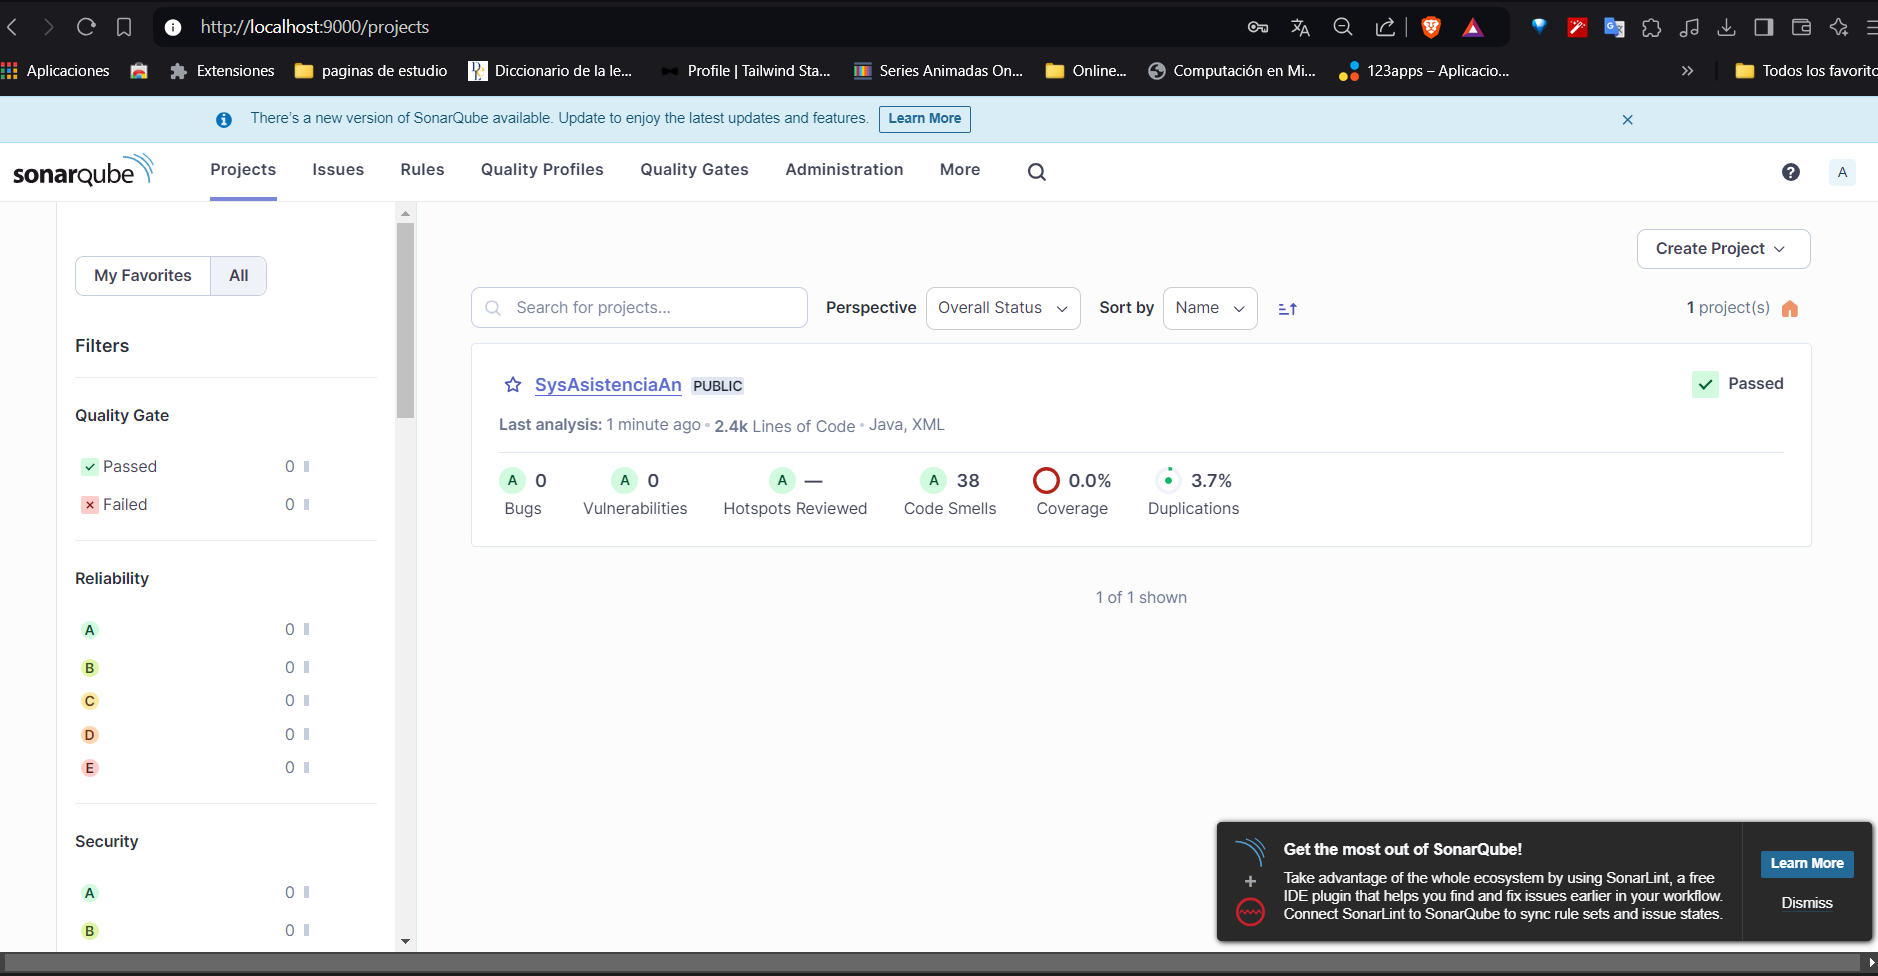 http://localhost:9000/projects
Aplicaciones
Extensiones
paginas de estudio
Diccionario de la le...
Profile | Tailwind Sta...
Series Animadas On...
Online...
Computación en Mi...
123apps – Aplicacio...
»
Todos los favorito
There's a new version of SonarQube available. Update to enjoy the latest updates and features. Learn More
sonarqube Projects Issues Rules Quality Profiles Quality Gates Administration More A
My Favorites All
Create Project
Search for projects... Perspective Overall Status Sort by Name 1 project(s)
Filters
Quality Gate
Passed 0
Failed 0
Reliability
A 0
B 0
C 0
D 0
E 0
Security
A 0
B 0
SysAsistenciaAn PUBLIC Passed
Last analysis: 1 minute ago • 2.4k Lines of Code • Java, XML
A 0 A 0 A — A 38 0.0% 3.7%
Bugs Vulnerabilities Hotspots Reviewed Code Smells Coverage Duplications
1 of 1 shown
Get the most out of SonarQube!
Take advantage of the whole ecosystem by using SonarLint, a free
IDE plugin that helps you find and fix issues earlier in your workflow.
Connect SonarLint to SonarQube to sync rule sets and issue states.
Learn More
Dismiss